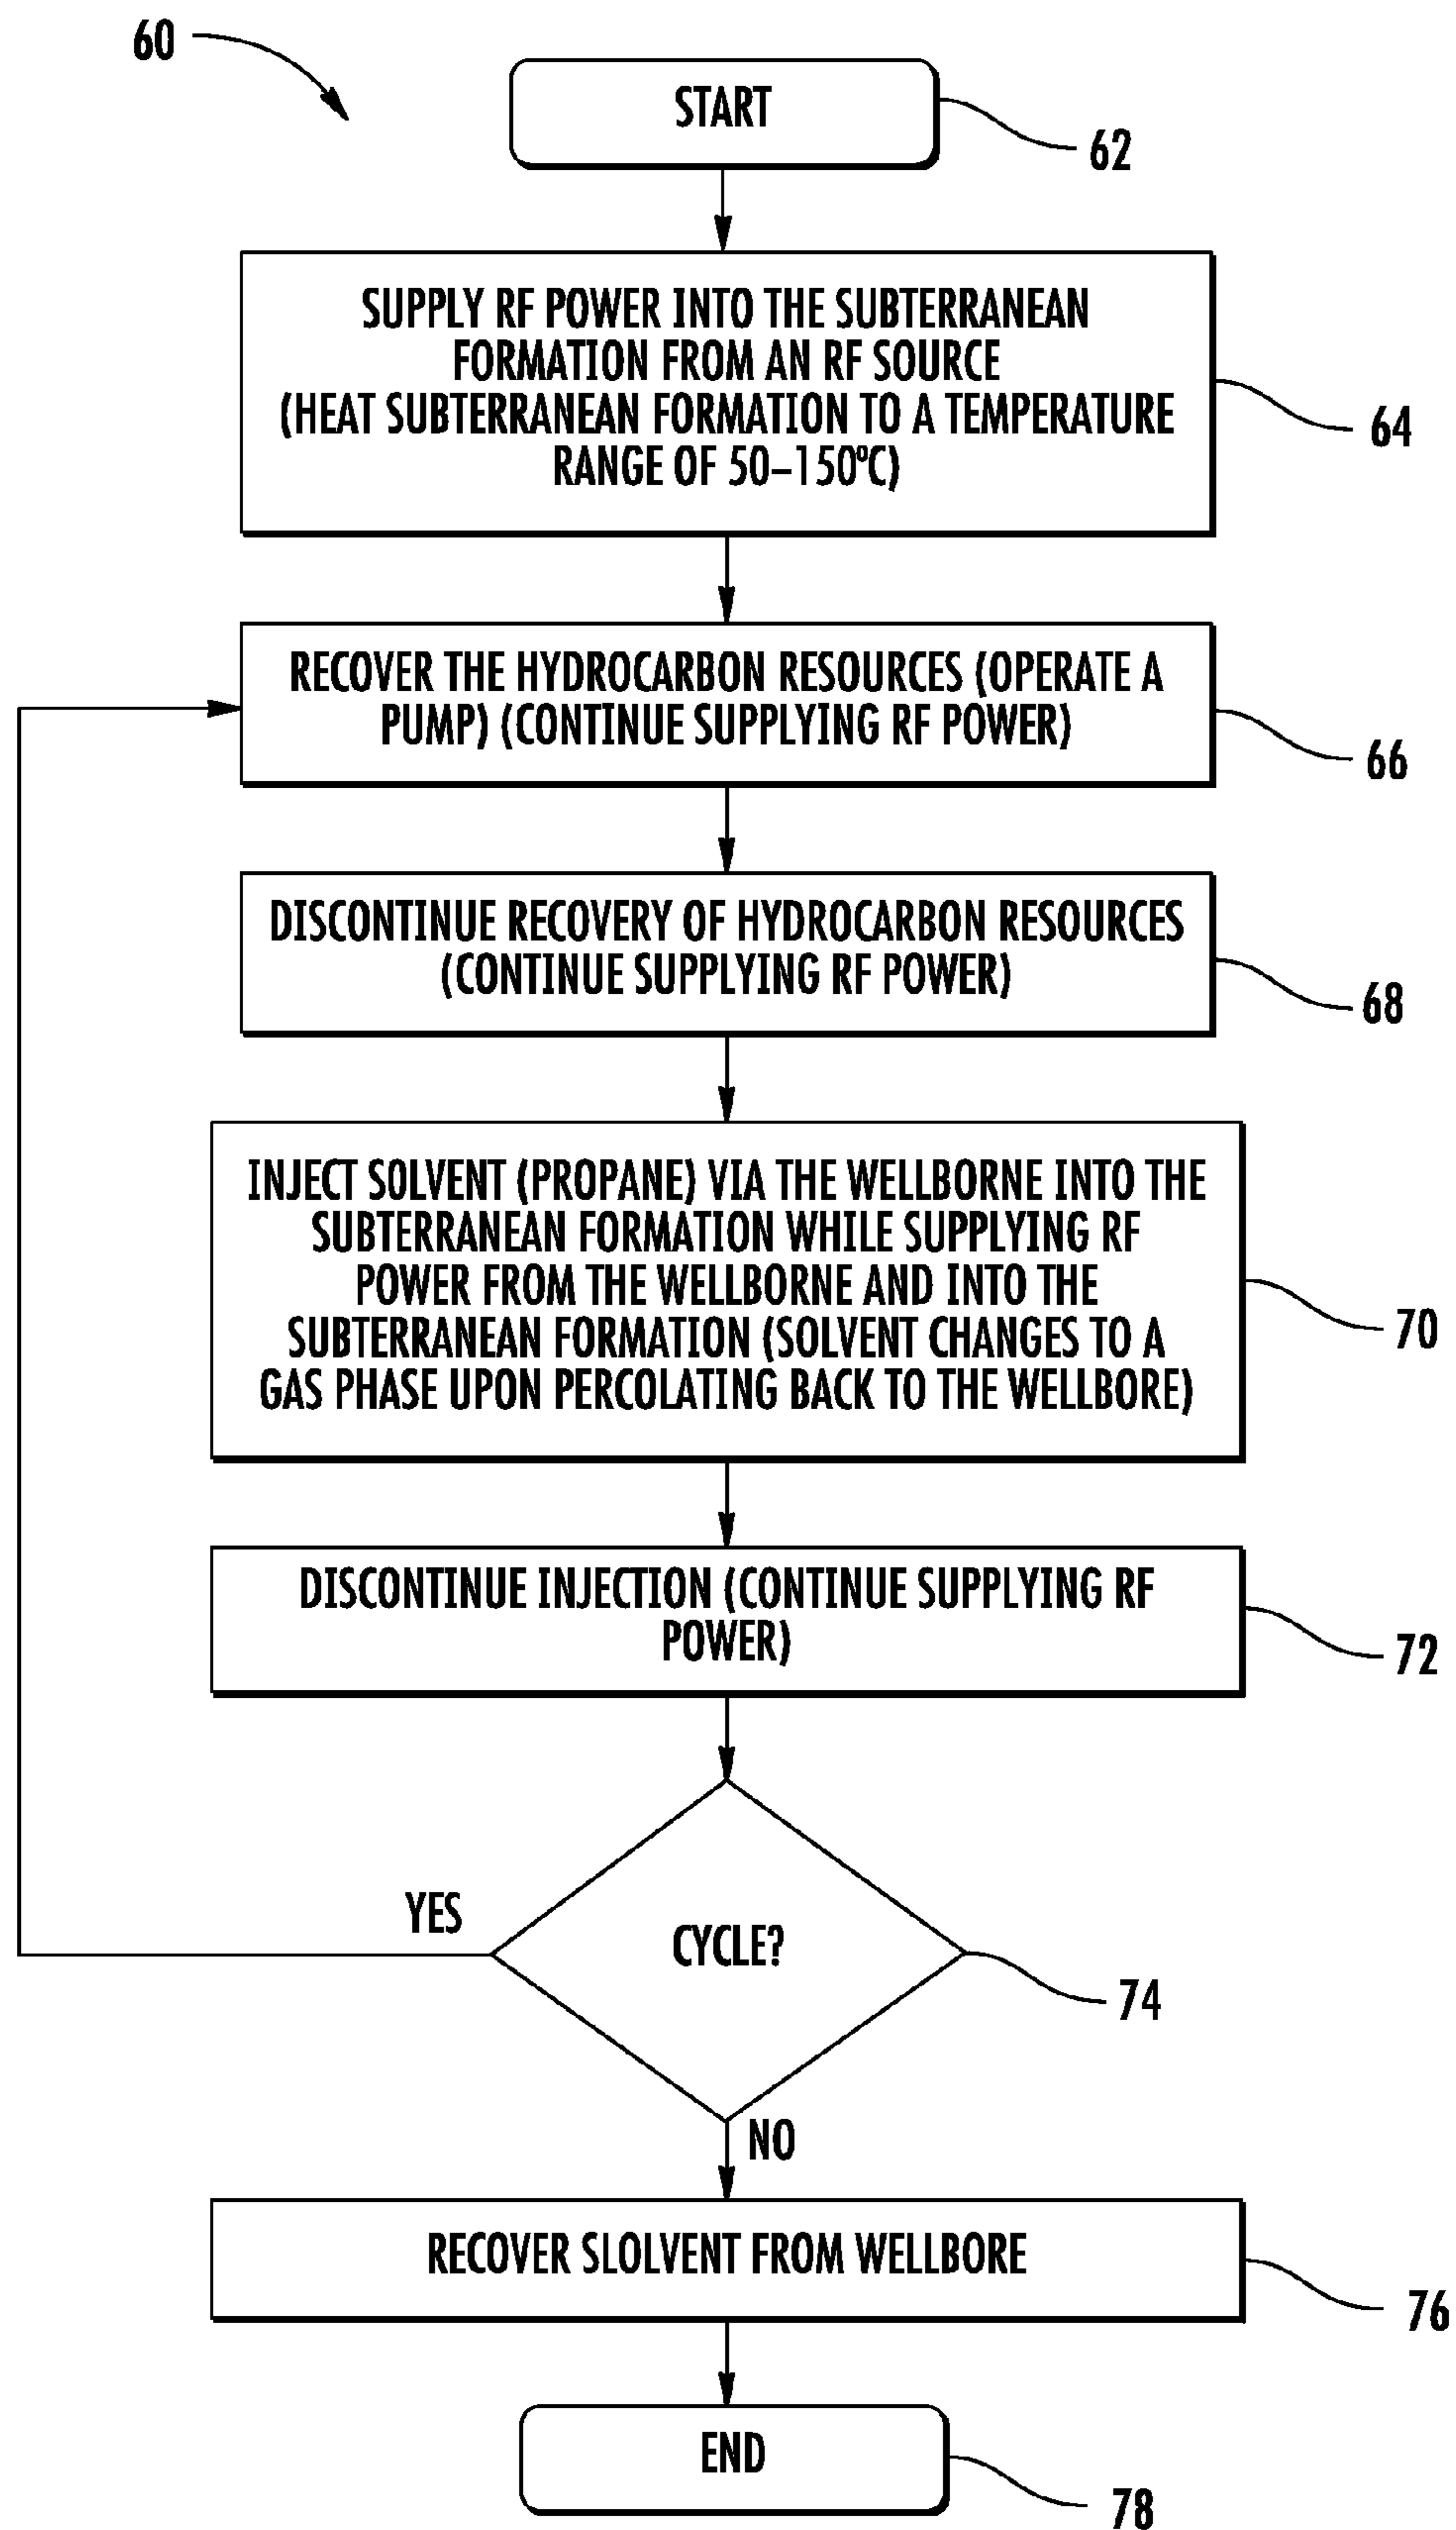 60
START
62
SUPPLY RF POWER INTO THE SUBTERRANEAN
FORMATION FROM AN RF SOURCE
(HEAT SUBTERRANEAN FORMATION TO A TEMPERATURE
RANGE OF 50–150ºC)
64
RECOVER THE HYDROCARBON RESOURCES (OPERATE A
PUMP) (CONTINUE SUPPLYING RF POWER)
66
DISCONTINUE RECOVERY OF HYDROCARBON RESOURCES
(CONTINUE SUPPLYING RF POWER)
68
INJECT SOLVENT (PROPANE) VIA THE WELLBORNE INTO THE
SUBTERRANEAN FORMATION WHILE SUPPLYING RF
POWER FROM THE WELLBORNE AND INTO THE
SUBTERRANEAN FORMATION (SOLVENT CHANGES TO A
GAS PHASE UPON PERCOLATING BACK TO THE WELLBORE)
70
DISCONTINUE INJECTION (CONTINUE SUPPLYING RF
POWER)
72
YES
CYCLE?
74
NO
RECOVER SLOLVENT FROM WELLBORE
76
END
78